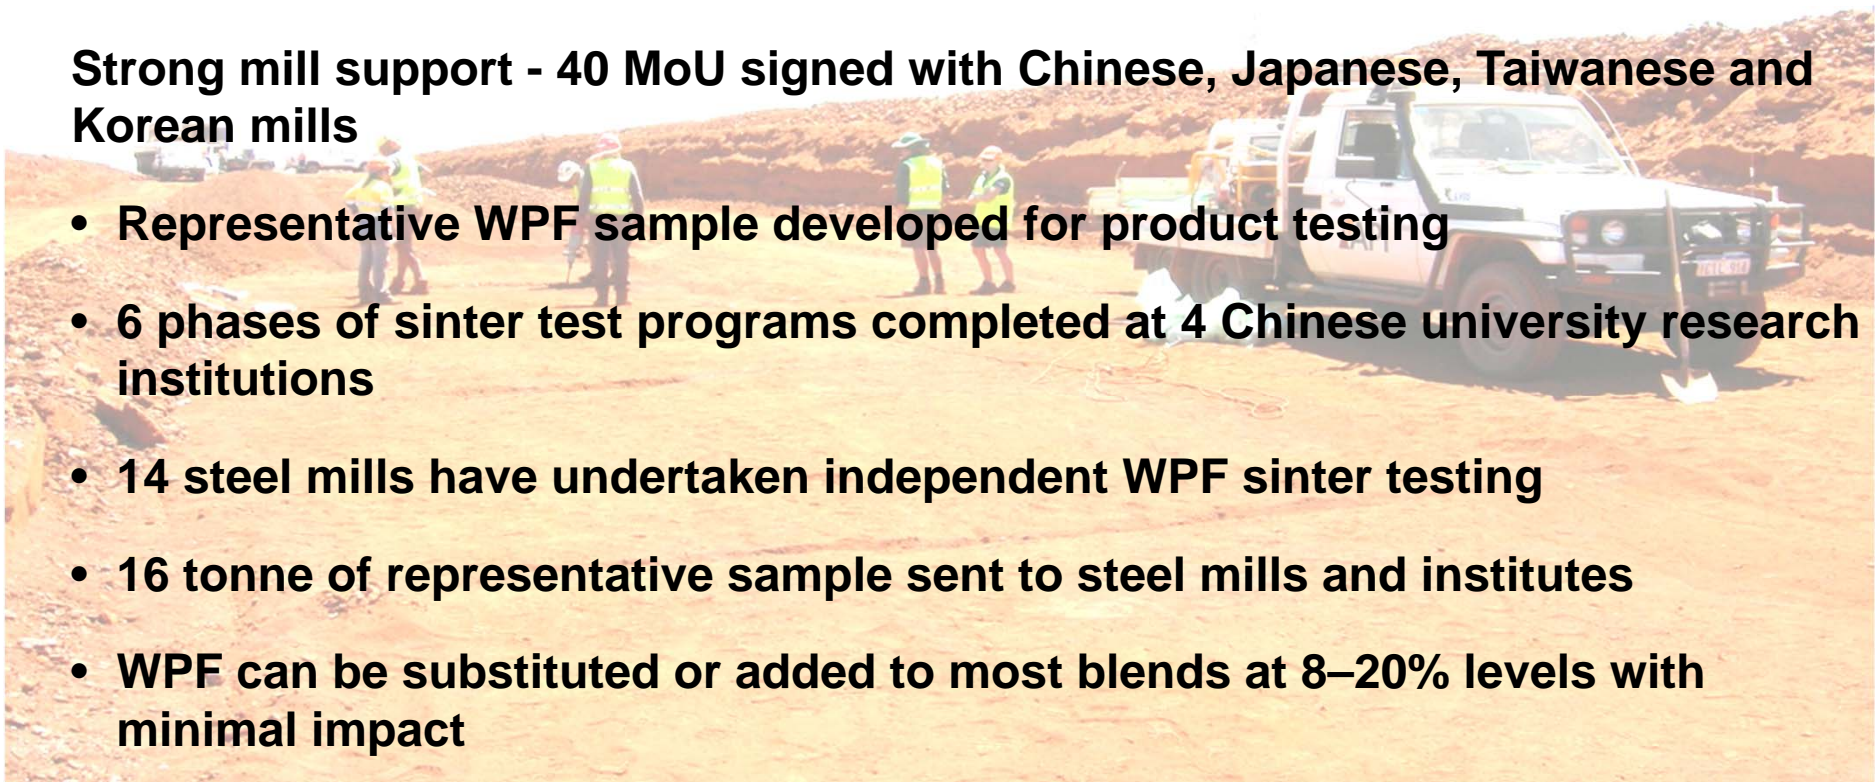 Strong mill support - 40 MoU signed with Chinese, Japanese, Taiwanese and
Korean mills
• Representative WPF sample developed for product testing
• 6 phases of sinter test programs completed at 4 Chinese university research
institutions
• 14 steel mills have undertaken independent WPF sinter testing
• 16 tonne of representative sample sent to steel mills and institutes
• WPF can be substituted or added to most blends at 8–20% levels with
minimal impact